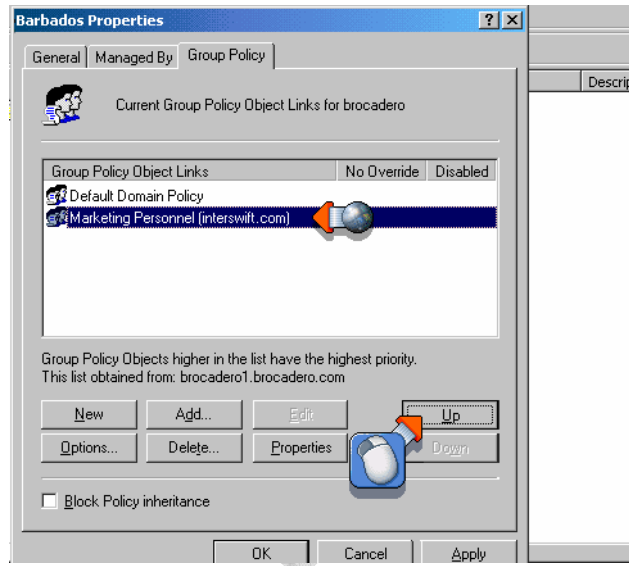 Barbados Properties
General Managed By Group Policy
Descrip
Current Group Policy Object Links for brocadero
Group Policy Object Links No Override Disabled
Default Domain Policy
Marketing Personnel (interswift.com)
Group Policy Objects higher in the list have the highest priority.
This list obtained from: brocadero1.brocadero.com
New Add... Edit Up
Options... Delete... Properties Down
Block Policy inheritance
OK Cancel Apply